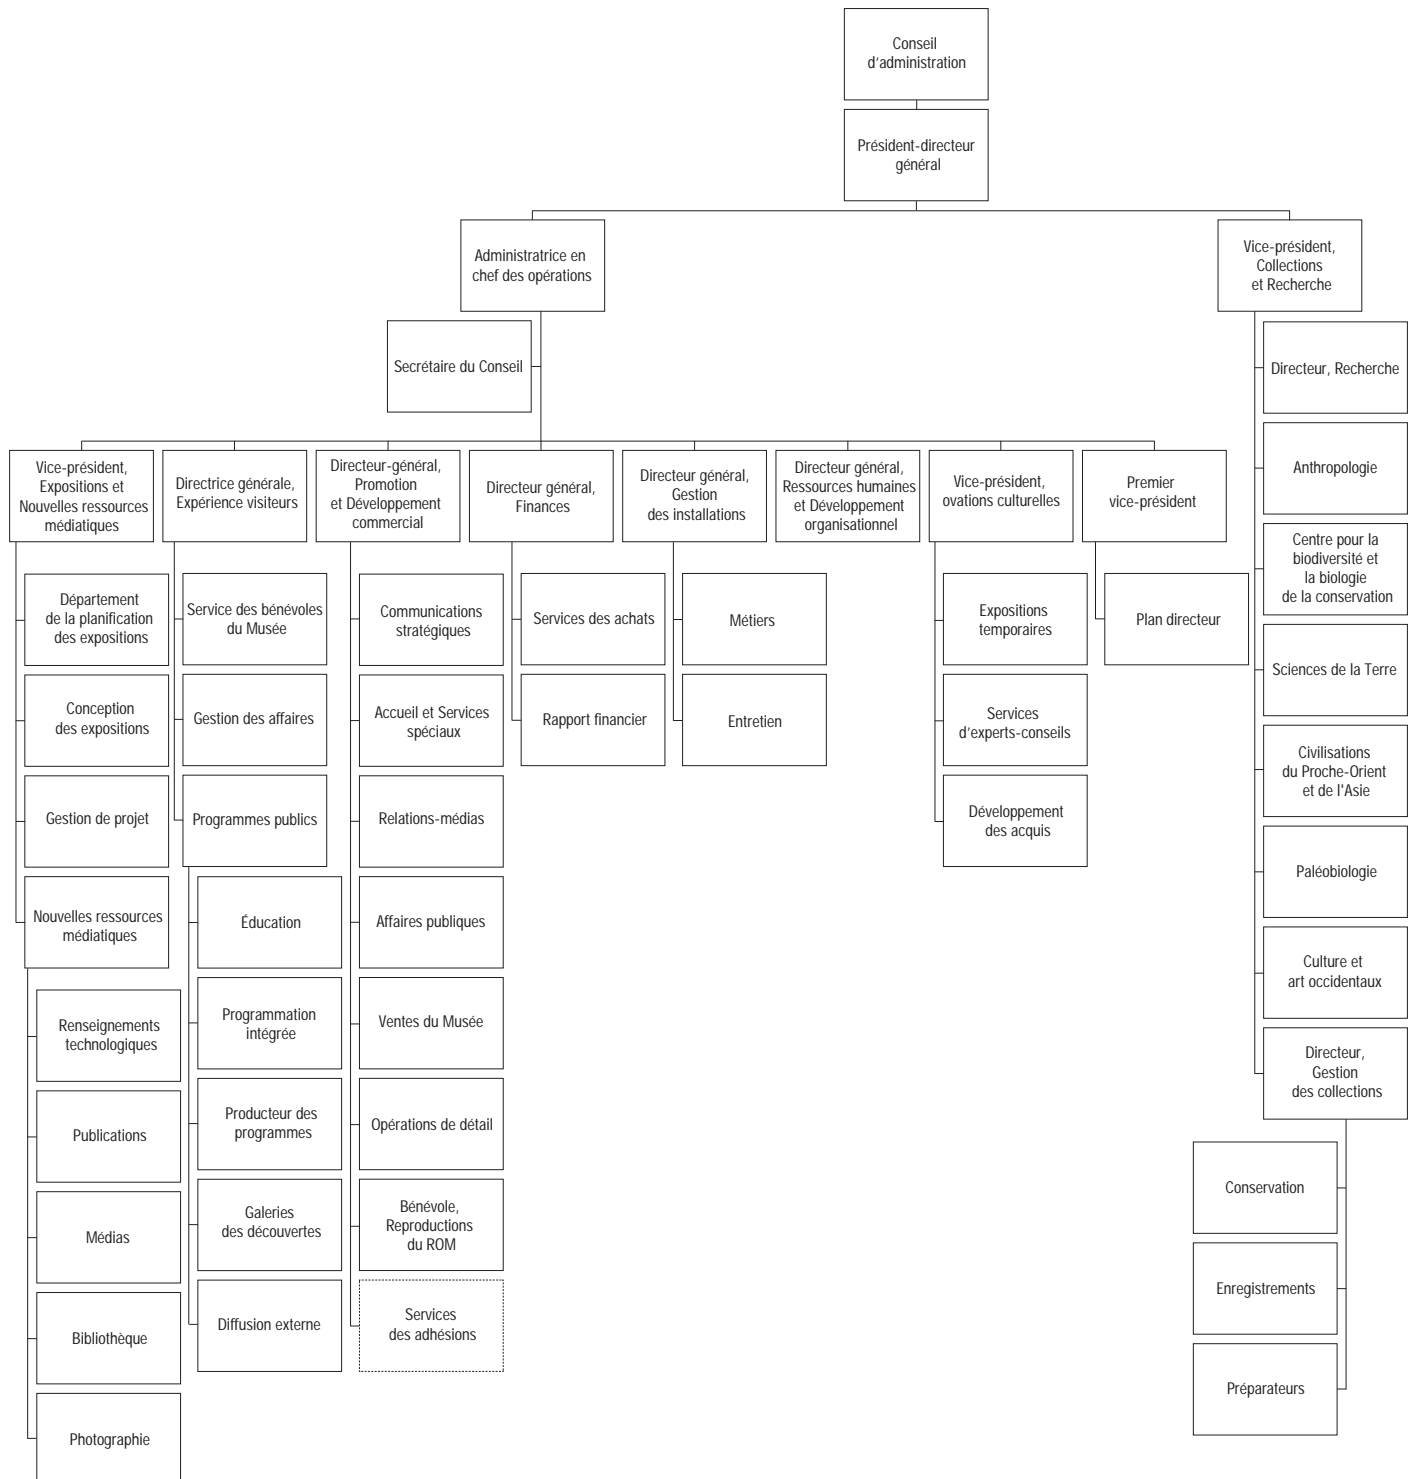 Conseil
d'administration
Président-directeur
général
Administratrice en
chef des opérations
Vice-président,
Collections
et Recherche
Secrétaire du Conseil
Vice-président,
Expositions et
Nouvelles ressources
médiatiques
Directrice générale,
Expérience visiteurs
Directeur-général,
Promotion
et Développement
commercial
Directeur général,
Finances
Directeur général,
Gestion
des installations
Directeur général,
Ressources humaines
et Développement
organisationnel
Vice-président,
ovations culturelles
Premier
vice-président
Département
de la planification
des expositions
Conception
des expositions
Gestion de projet
Nouvelles ressources
médiatiques
Renseignements
technologiques
Publications
Médias
Bibliothèque
Photographie
Service des bénévoles
du Musée
Gestion des affaires
Programmes publics
Éducation
Programmation
intégrée
Producteur des
programmes
Galeries
des découvertes
Diffusion externe
Communications
stratégiques
Accueil et Services
spéciaux
Relations-médias
Affaires publiques
Ventes du Musée
Opérations de détail
Bénévole,
Reproductions
du ROM
Services
des adhésions
Services des achats
Rapport financier
Métiers
Entretien
Expositions
temporaires
Services
d'experts-conseils
Développement
des acquis
Plan directeur
Directeur, Recherche
Anthropologie
Centre pour la
biodiversité et
la biologie
de la conservation
Sciences de la Terre
Civilisations
du Proche-Orient
et de l'Asie
Paléobiologie
Culture et
art occidentaux
Directeur,
Gestion
des collections
Conservation
Enregistrements
Préparateurs